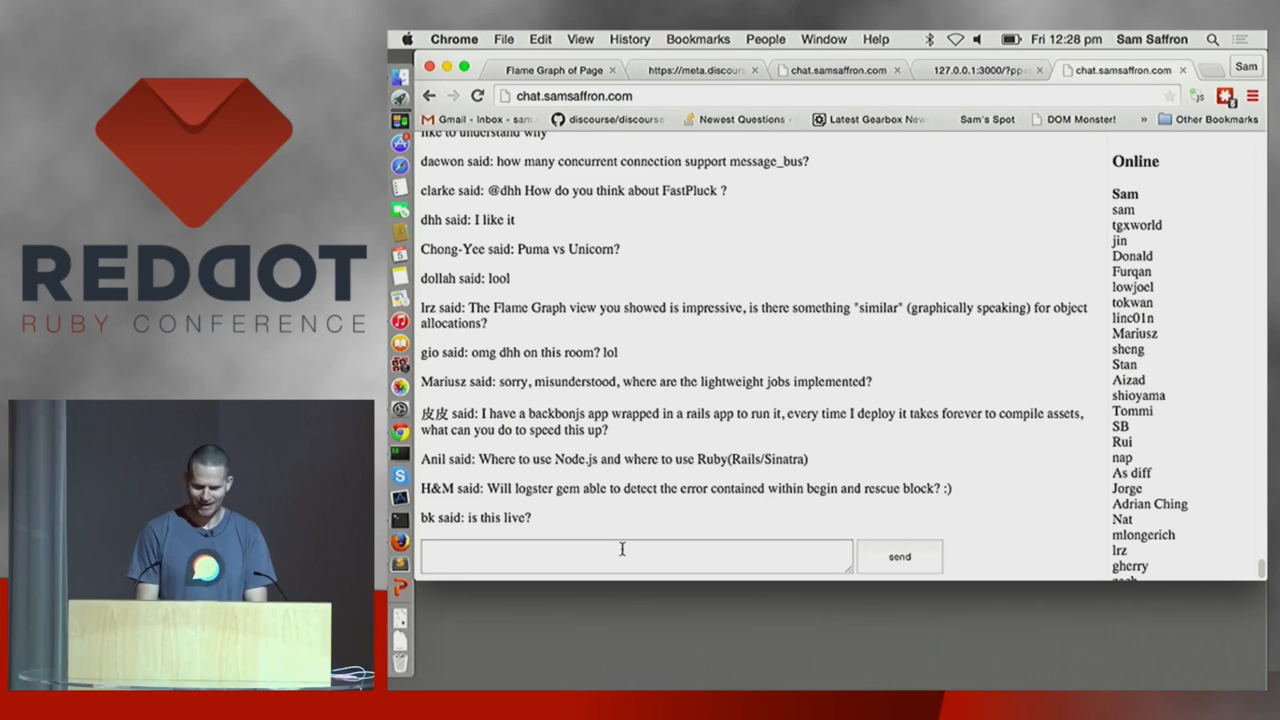 REDDOT
RUBY CONFERENCE
Chrome File Edit View History Bookmarks People Window Help Fri 12:28 pm Sam Saffron
Flame Graph of Page × https://meta.discours × chat.samsaffron.com × 127.0.0.1:3000/?pp= × chat.samsaffron.com × Sam
chat.samsaffron.com
Gmail - Inbox - sam. discourse/discourse Newest Questions - Latest Gearbox New Sam's Spot DOM Monster! » Other Bookmarks
like to understand why
daewon said: how many concurrent connection support message_bus?
clarke said: @dhh How do you think about FastPluck ?
dhh said: I like it
Chong-Yee said: Puma vs Unicorn?
dollah said: lool
lrz said: The Flame Graph view you showed is impressive, is there something "similar" (graphically speaking) for object
allocations?
gio said: omg dhh on this room? lol
Mariusz said: sorry, misunderstood, where are the lightweight jobs implemented?
皮皮 said: I have a backbonjs app wrapped in a rails app to run it, every time I deploy it takes forever to compile assets,
what can you do to speed this up?
Anil said: Where to use Node.js and where to use Ruby(Rails/Sinatra)
H&M said: Will logster gem able to detect the error contained within begin and rescue block? :)
bk said: is this live?
send
Online
Sam
sam
tgxworld
jin
Donald
Furqan
lowjoel
tokwan
linc01n
Mariusz
sheng
Stan
Aizad
shioyama
Tommi
SB
Rui
nap
As diff
Jorge
Adrian Ching
Nat
mlongerich
lrz
gherry